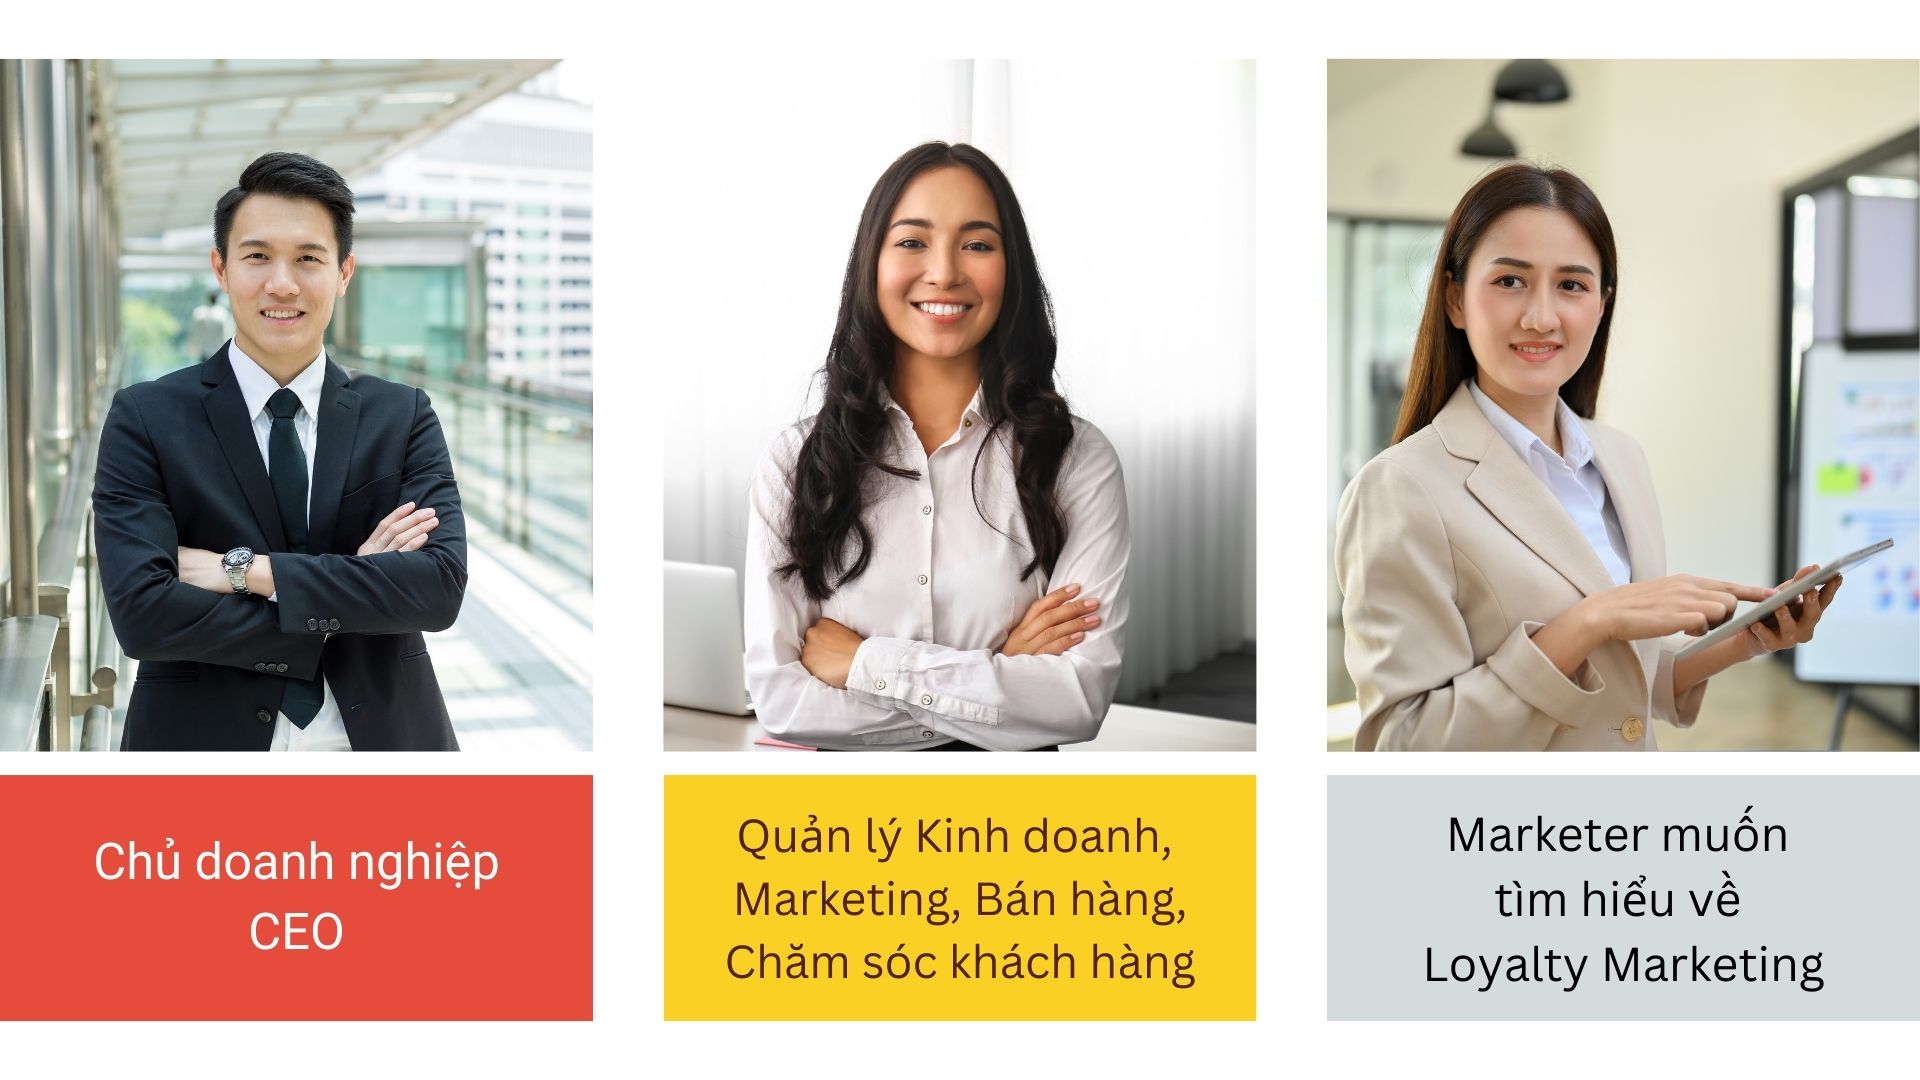 Chủ doanh nghiệp
CEO
Quản lý Kinh doanh,
Marketing, Bán hàng,
Chăm sóc khách hàng
Marketer muốn
tìm hiểu về
Loyalty Marketing